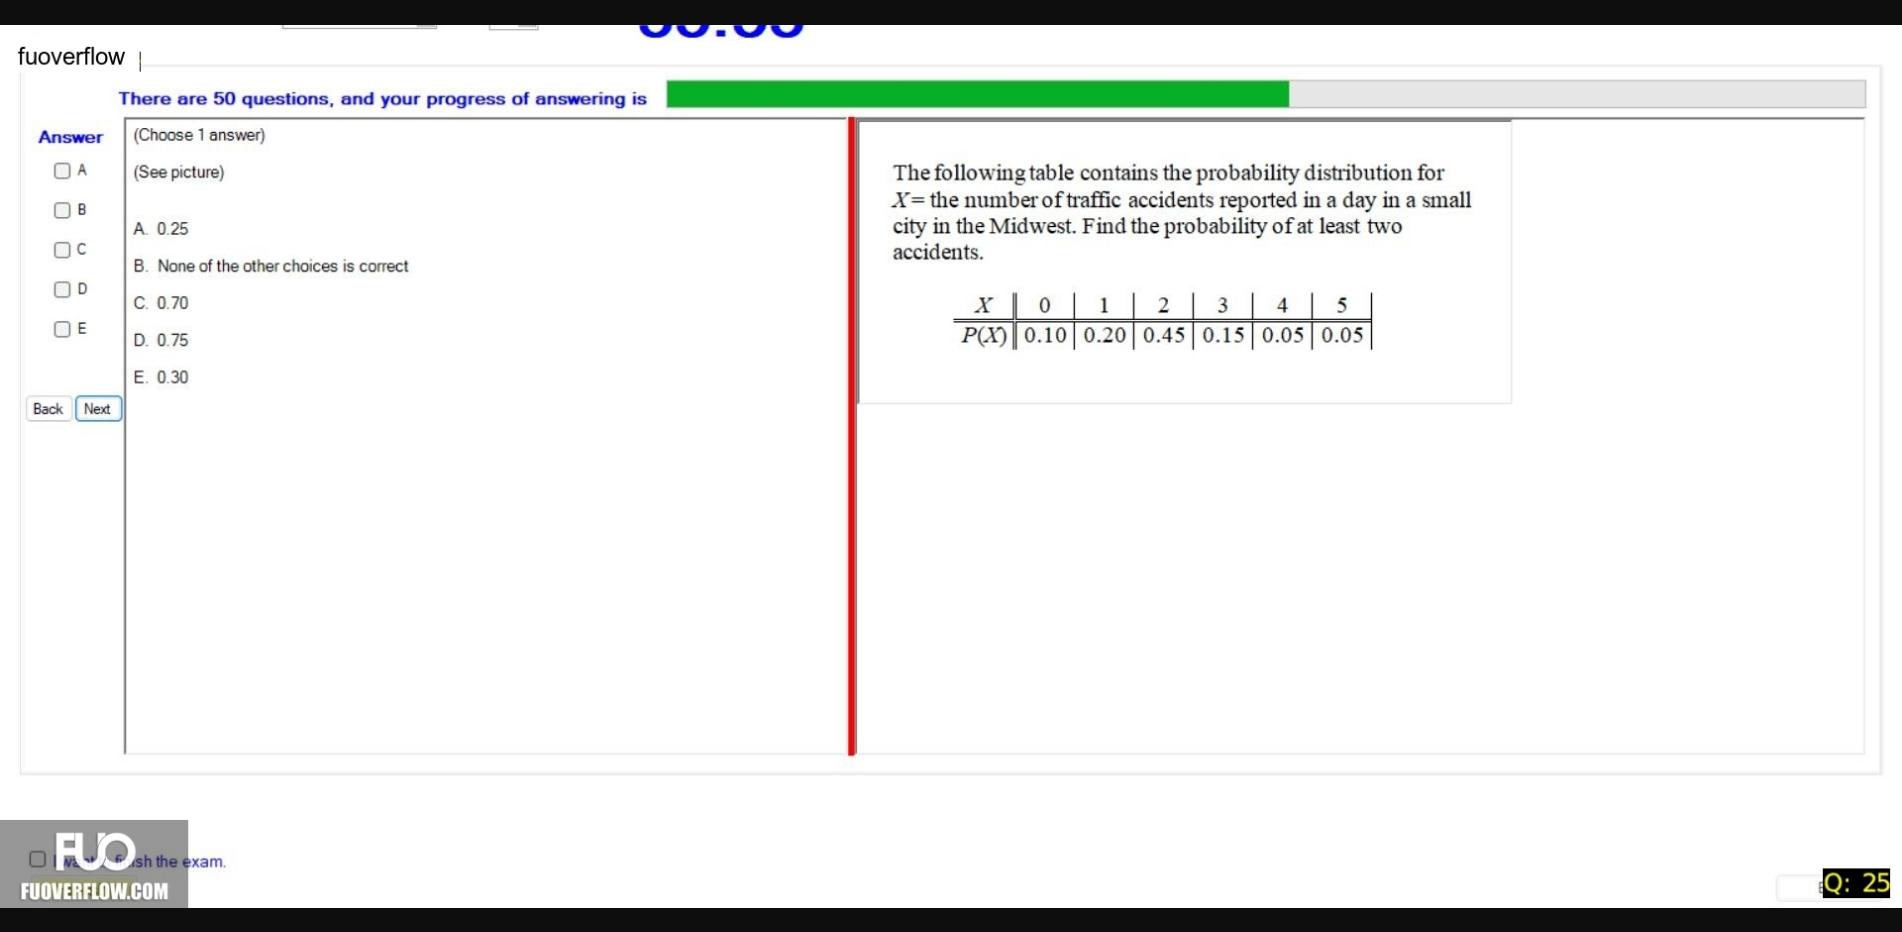 fuoverflow
There are 50 questions, and your progress of answering is
Answer
A
B
C
D
E
Back Next
(Choose 1 answer)
(See picture)
A. 0.25
B. None of the other choices is correct
C. 0.70
D. 0.75
E. 0.30
The following table contains the probability distribution for
X= the number of traffic accidents reported in a day in a small
city in the Midwest. Find the probability of at least two
accidents.
X 0 1 2 3 4 5
P(X) 0.10 0.20 0.45 0.15 0.05 0.05
the exam.
FUO
FUOVERFLOW.COM
Q: 25